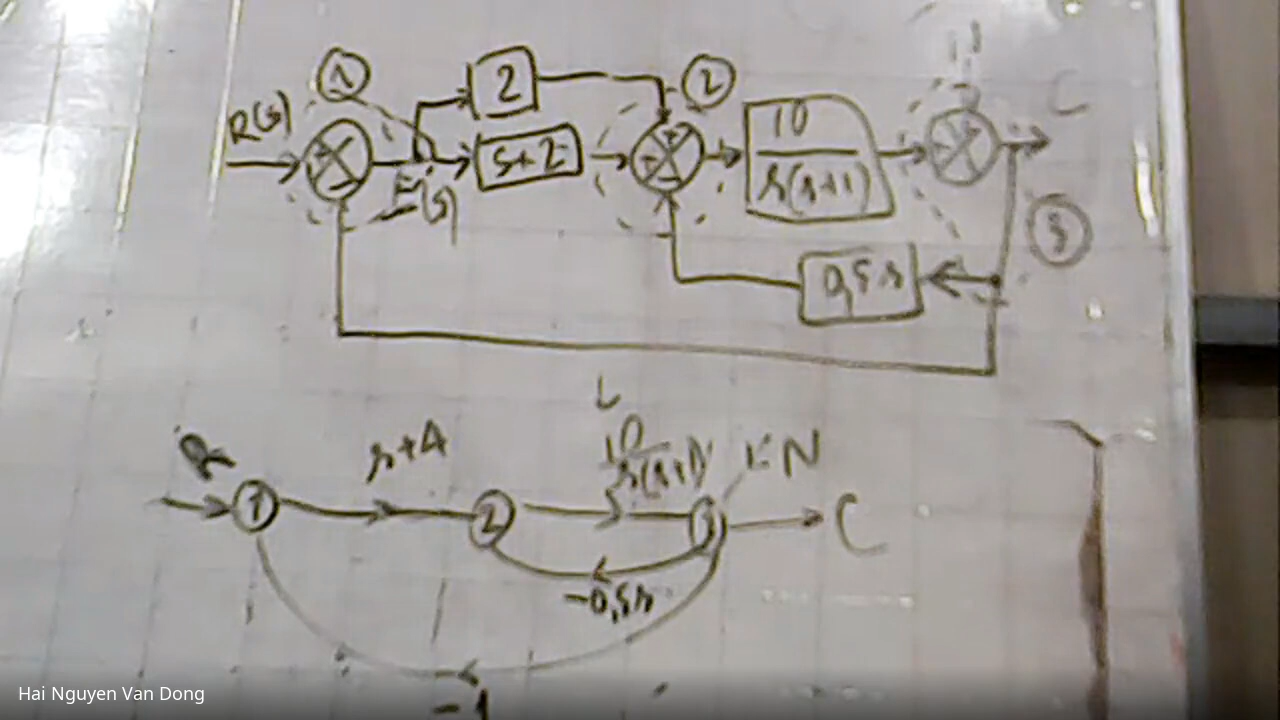 1
2
2
N
10
C
R(s)
s+2
s(s+1)
E(s)
3
0,5s
10
s+4
s(s+1)
N
R
1
2
3
C
-0,5s
-1
Hai Nguyen Van Dong